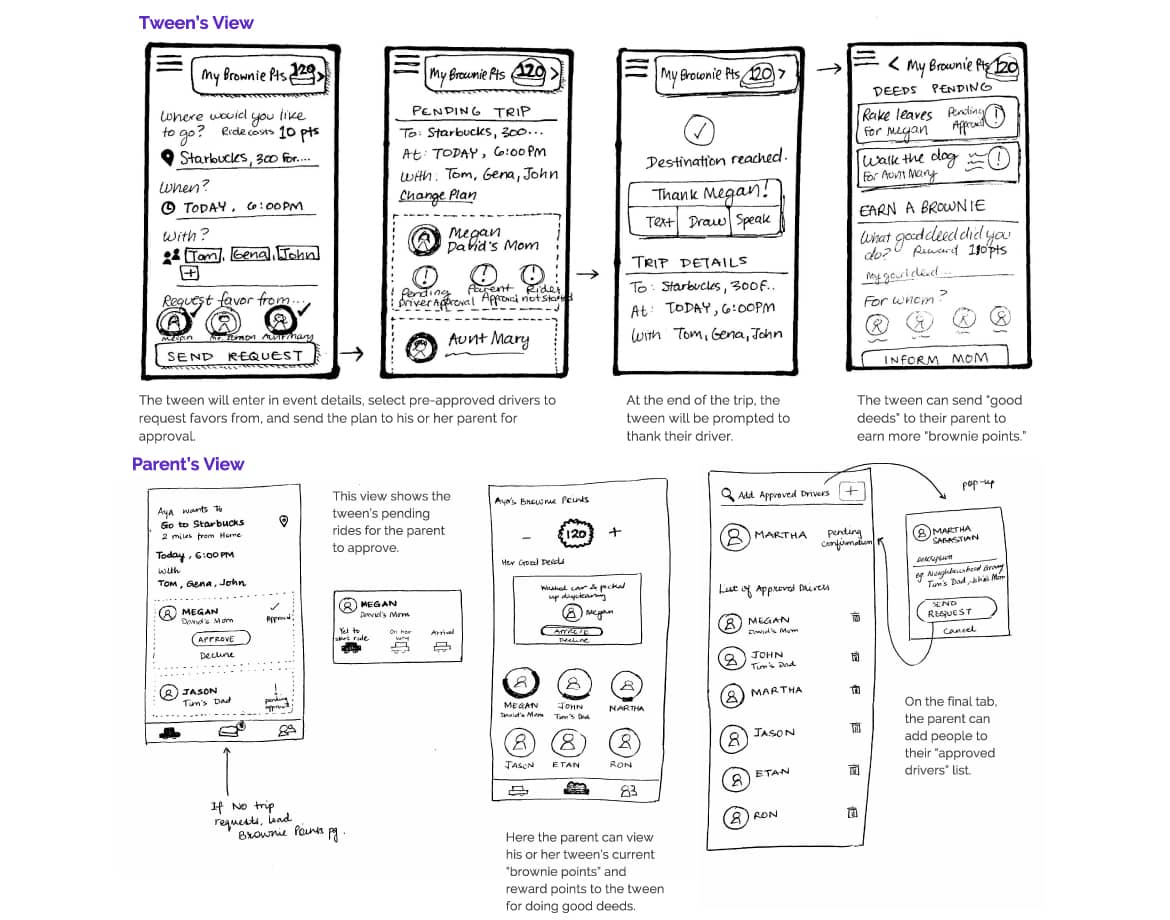 Tween's View
My Brownie Pts 120 >
Where would you like
to go? Ride costs 10 pts
Starbucks, 300 For....
When?
TODAY, 6:00PM
With?
Tom, Gena, John
+
Request favor from...
Megan Aunt Mary
SEND REQUEST
My Brownie Pts 120 >
PENDING TRIP
To: Starbucks, 300...
At: TODAY, 6:00PM
With: Tom, Gena, John
Change Plan
Megan
David's Mom
Pending Driver Approval
Parent Approval
Ride not started
Aunt Mary
My Brownie Pts 120 >
Destination reached.
Thank Megan!
Text Draw Speak
TRIP DETAILS
To: Starbucks, 300F..
At: TODAY, 6:00PM
With Tom, Gena, John
< My Brownie Pts 120
DEEDS PENDING
Rake leaves
For Megan
Pending
Approval
!
Walk the dog
For Aunt Mary
!
EARN A BROWNIE
What good deed did you
do? Reward 10pts
My good deed...
For whom?
INFORM MOM
The tween will enter in event details, select pre-approved drivers to
request favors from, and send the plan to his or her parent for
approval.
At the end of the trip, the
tween will be prompted to
thank their driver.
The tween can send "good
deeds" to their parent to
earn more "brownie points."
Parent's View
Aya wants To
Go to Starbucks
2 miles from Home
Today, 6:00PM
with
TOM, Gena, John
MEGAN
David's Mom
Approved
APPROVE
Decline
JASON
Tim's Dad
!
pending
approval
If No trip
requests, land
Brownie Points pg.
This view shows the
tween's pending
rides for the parent
to approve.
MEGAN
David's Mom
Yet to
start ride
On her
way
Arrival
Aya's Brownie Points
- 120 +
Her Good Deeds
Washed car & picked
up drycleaning
Megan
APPROVE
Decline
MEGAN
David's Mom
JOHN
Tim's Dad
MARTHA
JASON
ETAN
RON
Here the parent can view
his or her tween's current
"brownie points" and
reward points to the tween
for doing good deeds.
Add Approved Drivers +
MARTHA
pending
confirmation
List of Approved Drivers
MEGAN
David's Mom
JOHN
Tim's Dad
MARTHA
JASON
ETAN
RON
pop-up
MARTHA
SABASTIAN
Description
eg. Neighbourhood Granny
Tim's Dad, John's Mom
SEND
REQUEST
Cancel
On the final tab,
the parent can
add people to
their "approved
drivers" list.